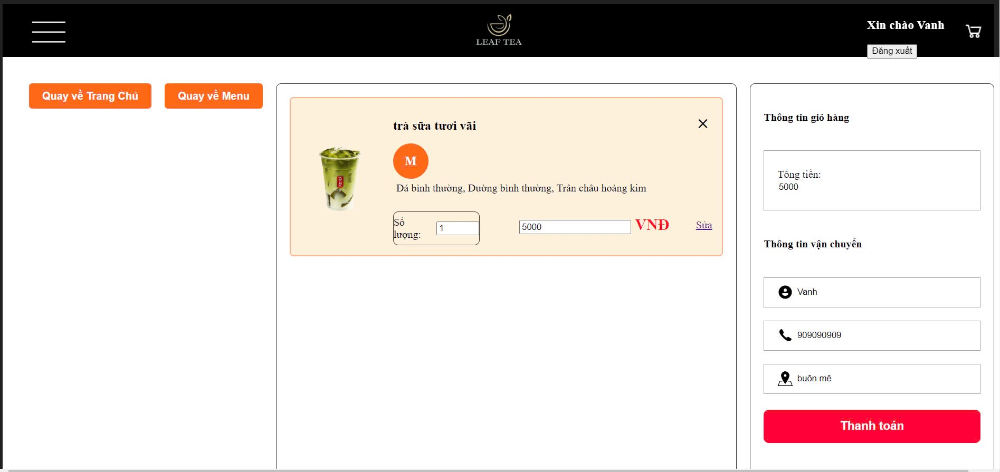 LEAF TEA
Xin chào Vanh
Đăng xuất
Quay về Trang Chủ
Quay về Menu
trà sữa tươi vãi
M
Đá bình thường, Đường bình thường, Trân châu hoàng kim
Số
lượng:
1
5000 VNĐ
Sửa
Thông tin giỏ hàng
Tổng tiền:
5000
Thông tin vận chuyển
Vanh
909090909
buôn mê
Thanh toán